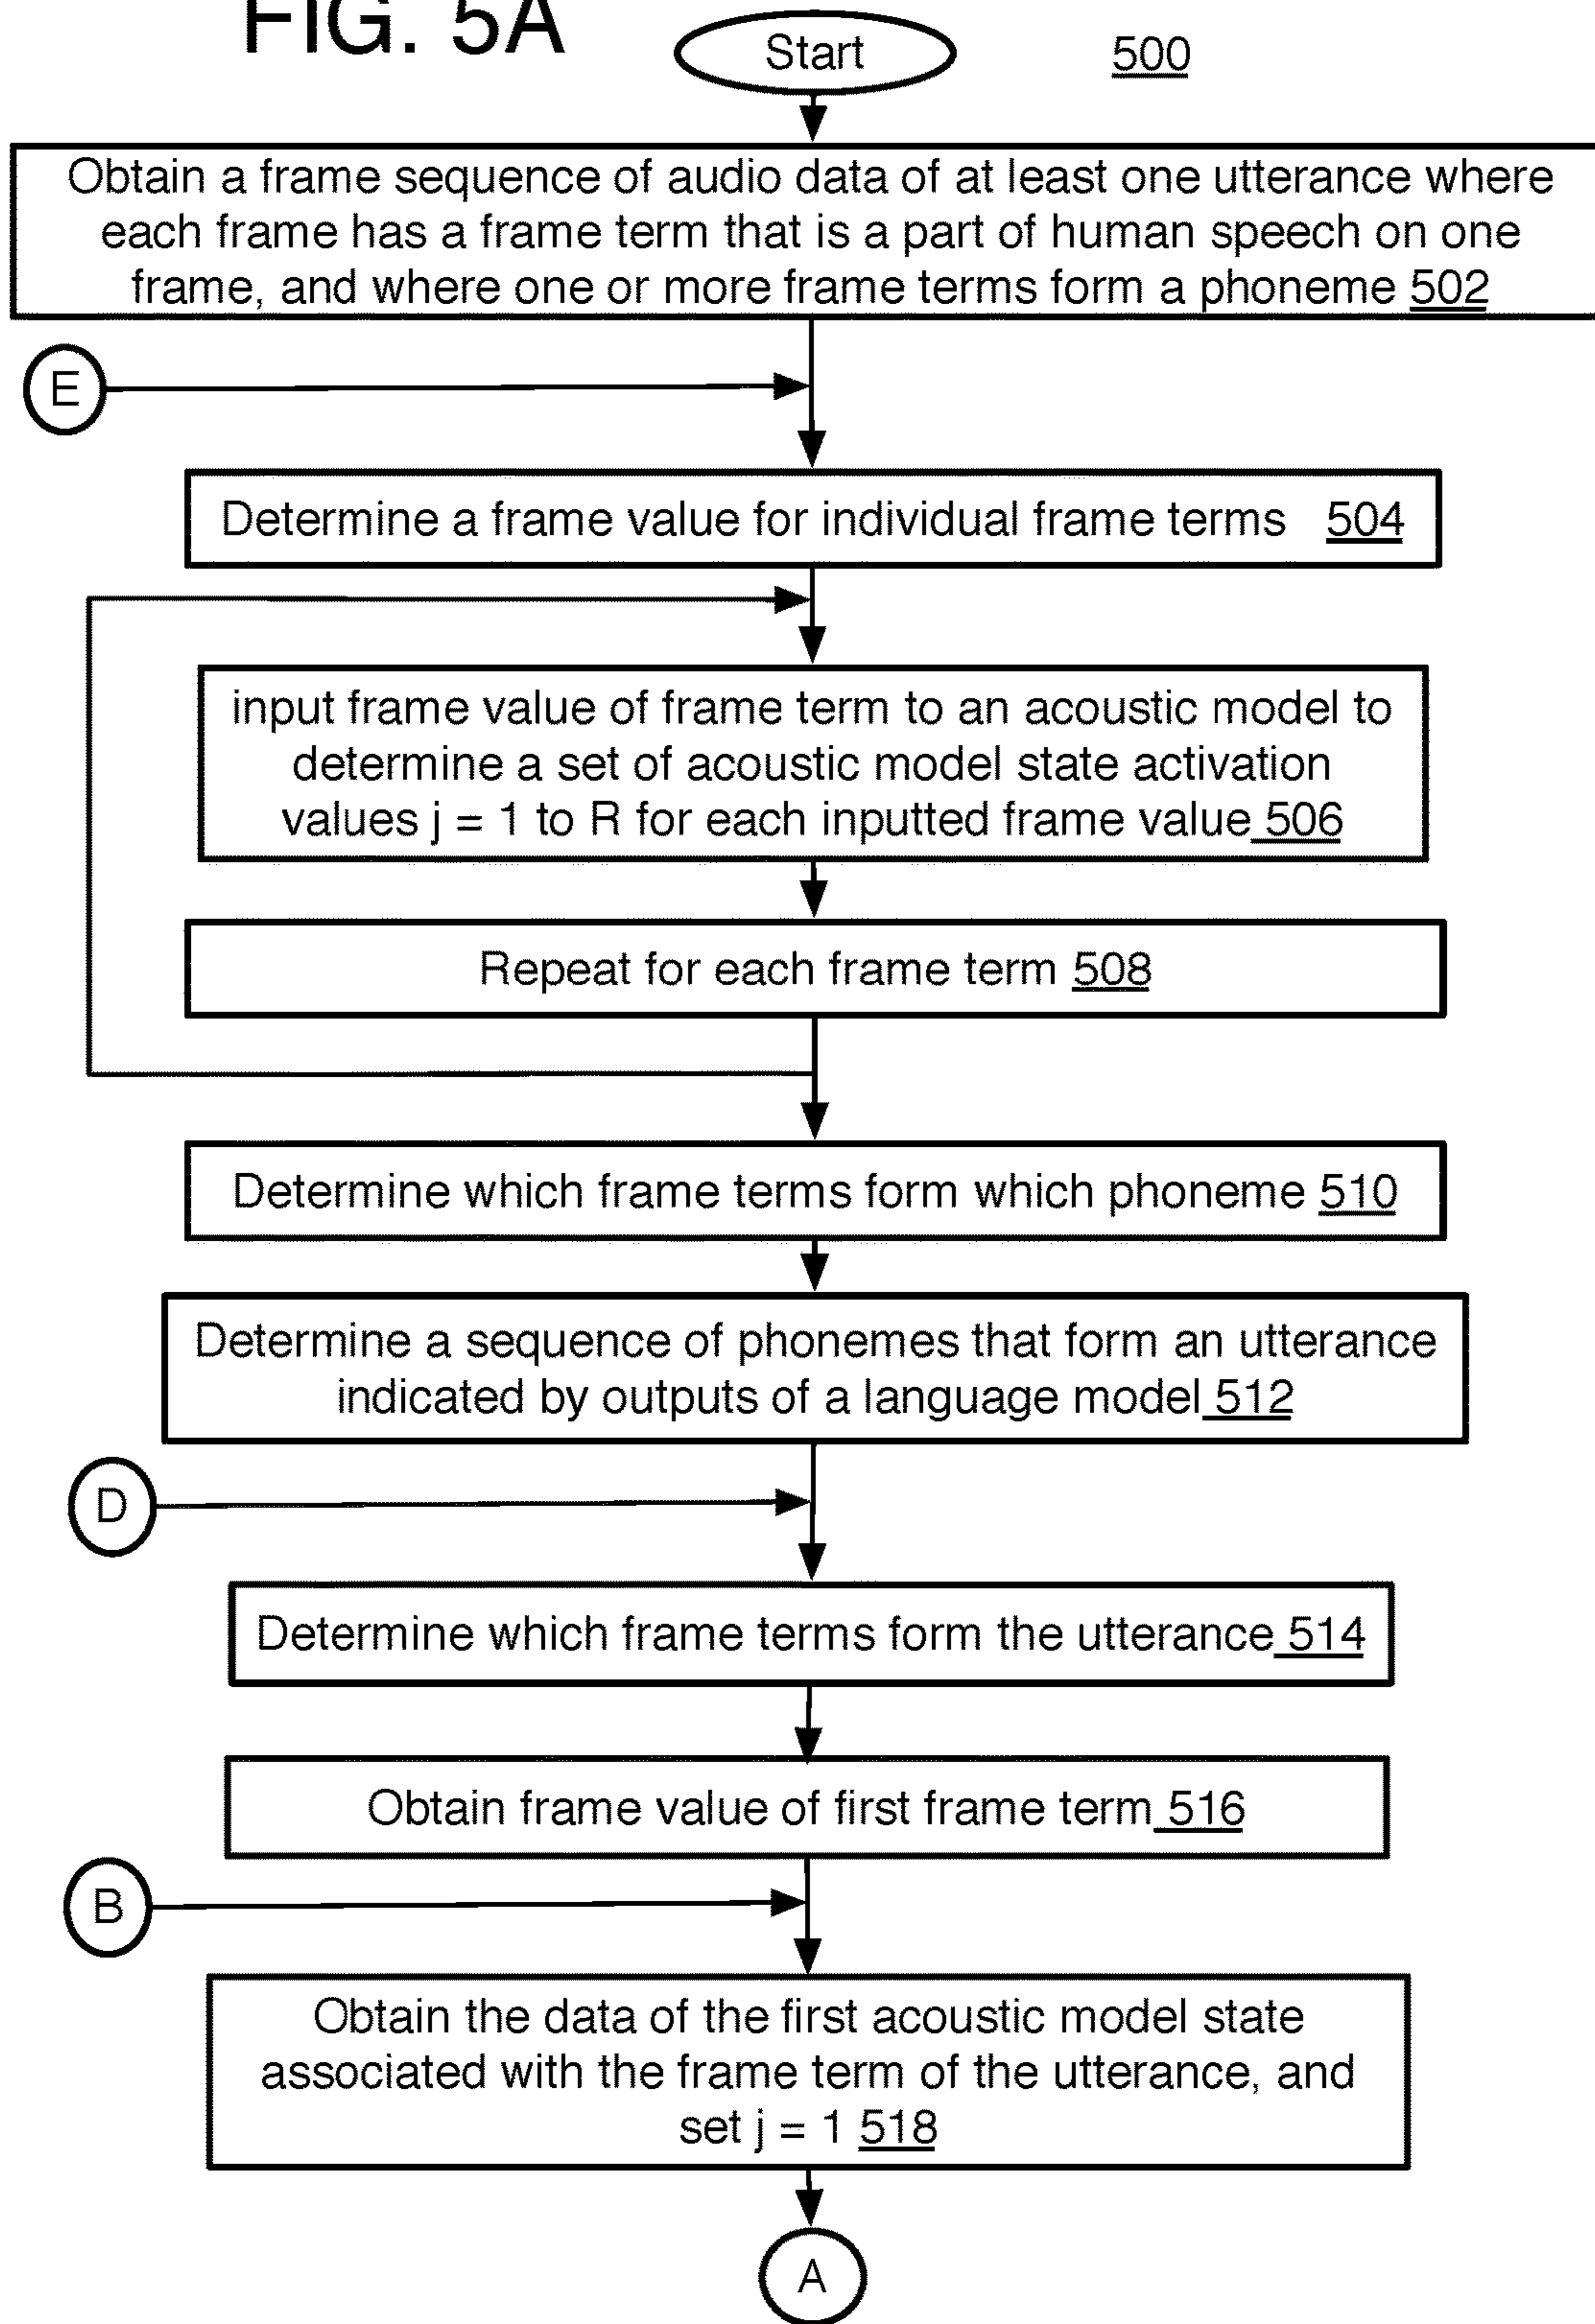 FIG. 5A
Start
500
Obtain a frame sequence of audio data of at least one utterance where
each frame has a frame term that is a part of human speech on one
frame, and where one or more frame terms form a phoneme 502
E
Determine a frame value for individual frame terms 504
input frame value of frame term to an acoustic model to
determine a set of acoustic model state activation
values j = 1 to R for each inputted frame value 506
Repeat for each frame term 508
Determine which frame terms form which phoneme 510
Determine a sequence of phonemes that form an utterance
indicated by outputs of a language model 512
D
Determine which frame terms form the utterance 514
Obtain frame value of first frame term 516
B
Obtain the data of the first acoustic model state
associated with the frame term of the utterance, and
set j = 1 518
A